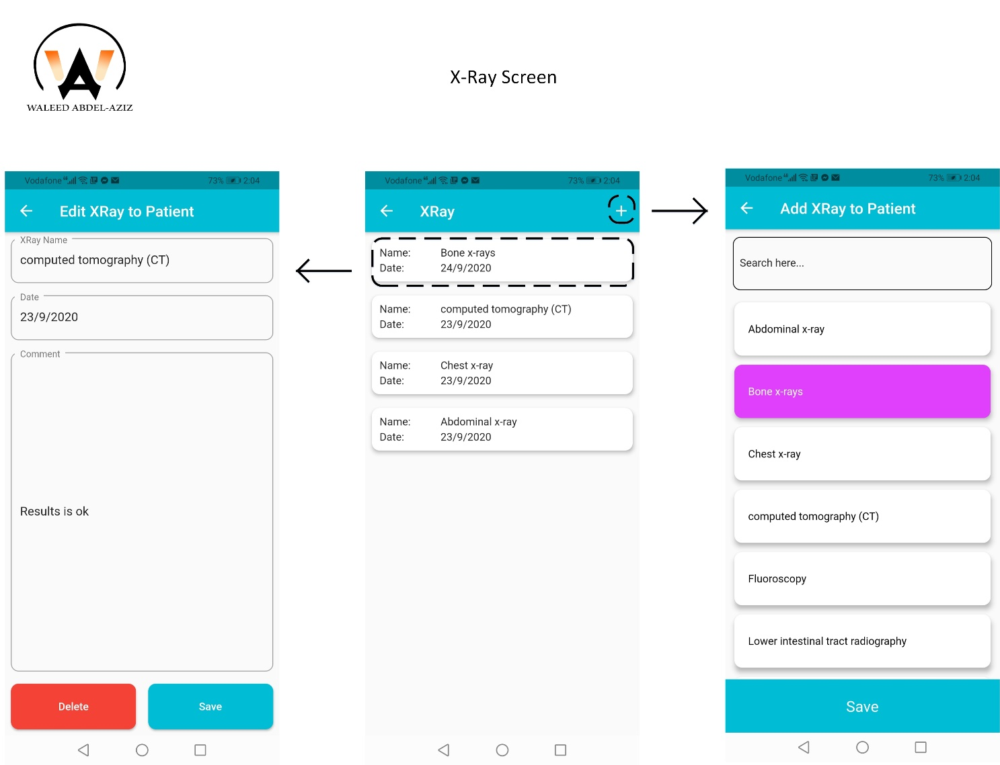 WALEED ABDEL-AZIZ
X-Ray Screen
Vodafone 4G 73% 2:04
Edit XRay to Patient
XRay Name
computed tomography (CT)
Date
23/9/2020
Comment
Results is ok
Delete Save
Vodafone 4G 73% 2:04
XRay +
Name: Bone x-rays
Date: 24/9/2020
Name: computed tomography (CT)
Date: 23/9/2020
Name: Chest x-ray
Date: 23/9/2020
Name: Abdominal x-ray
Date: 23/9/2020
Vodafone 4G 73% 2:04
Add XRay to Patient
Search here...
Abdominal x-ray
Bone x-rays
Chest x-ray
computed tomography (CT)
Fluoroscopy
Lower intestinal tract radiography
Save